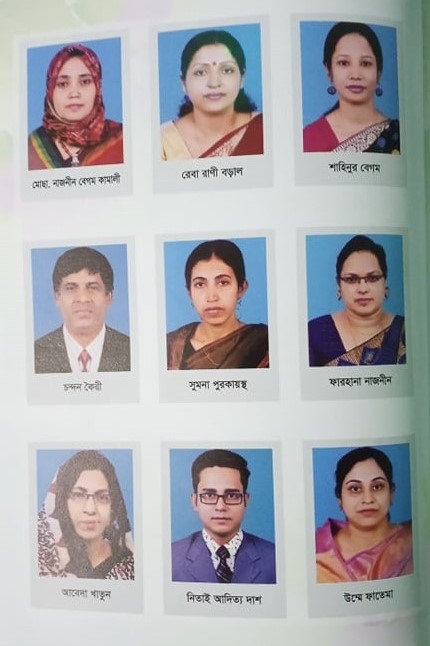 মোছা. নাজনীন বেগম কামালী
রেবা রাণী বড়াল
শাহিনুর বেগম
চন্দন কৈরী
সুমনা পুরকায়স্থ
ফারহানা নাজনীন
আবেদা খাতুন
নিতাই আদিত্য দাশ
উম্মে ফাতেমা